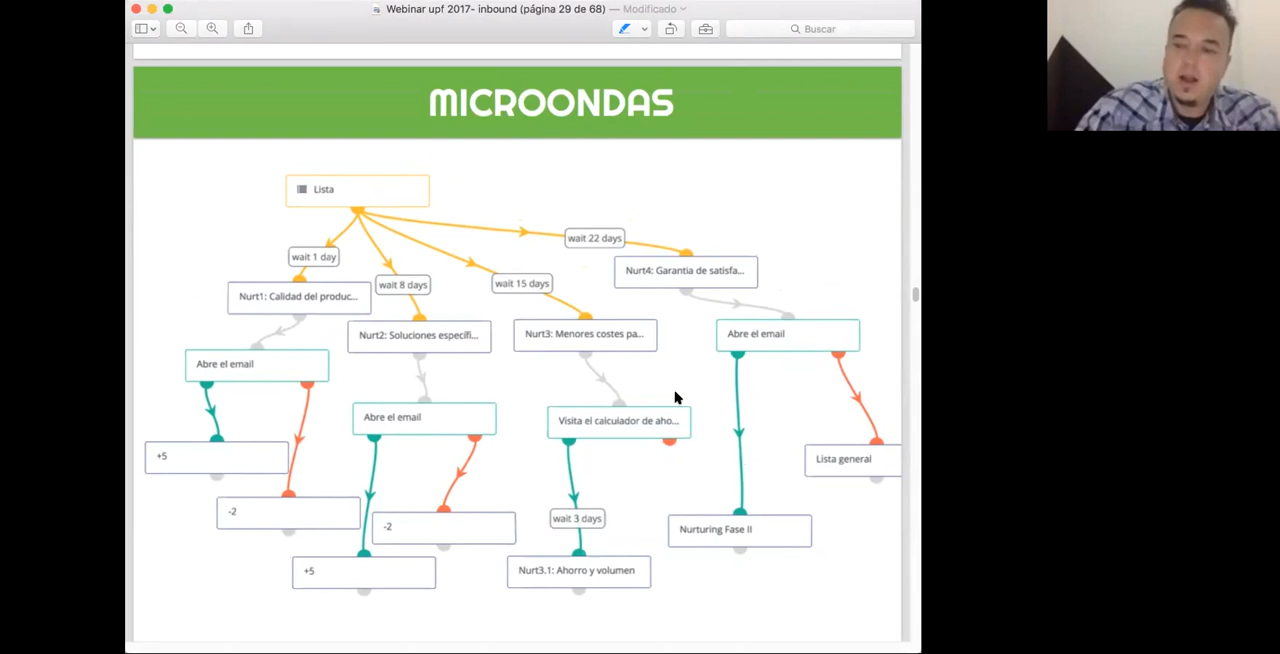 Webinar upf 2017- inbound (página 29 de 68) — Modificado
Buscar
MICROONDAS
Lista
wait 22 days
wait 1 day
wait 8 days
wait 15 days
Nurt4: Garantia de satisfa...
Nurt1: Calidad del produc...
Nurt2: Soluciones específi...
Nurt3: Menores costes pa...
Abre el email
Abre el email
Abre el email
Visita el calculador de aho...
+5
Lista general
-2
-2
wait 3 days
Nurturing Fase II
+5
Nurt3.1: Ahorro y volumen